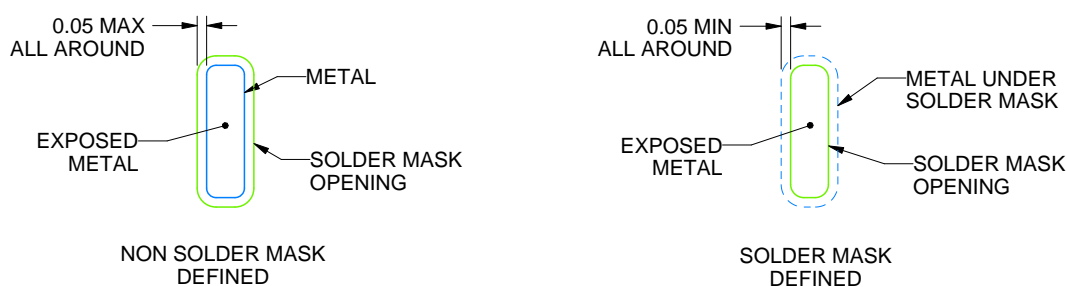 0.05 MAX
ALL AROUND
METAL
EXPOSED
METAL
SOLDER MASK
OPENING
NON SOLDER MASK
DEFINED
0.05 MIN
ALL AROUND
METAL UNDER
SOLDER MASK
EXPOSED
METAL
SOLDER MASK
OPENING
SOLDER MASK
DEFINED